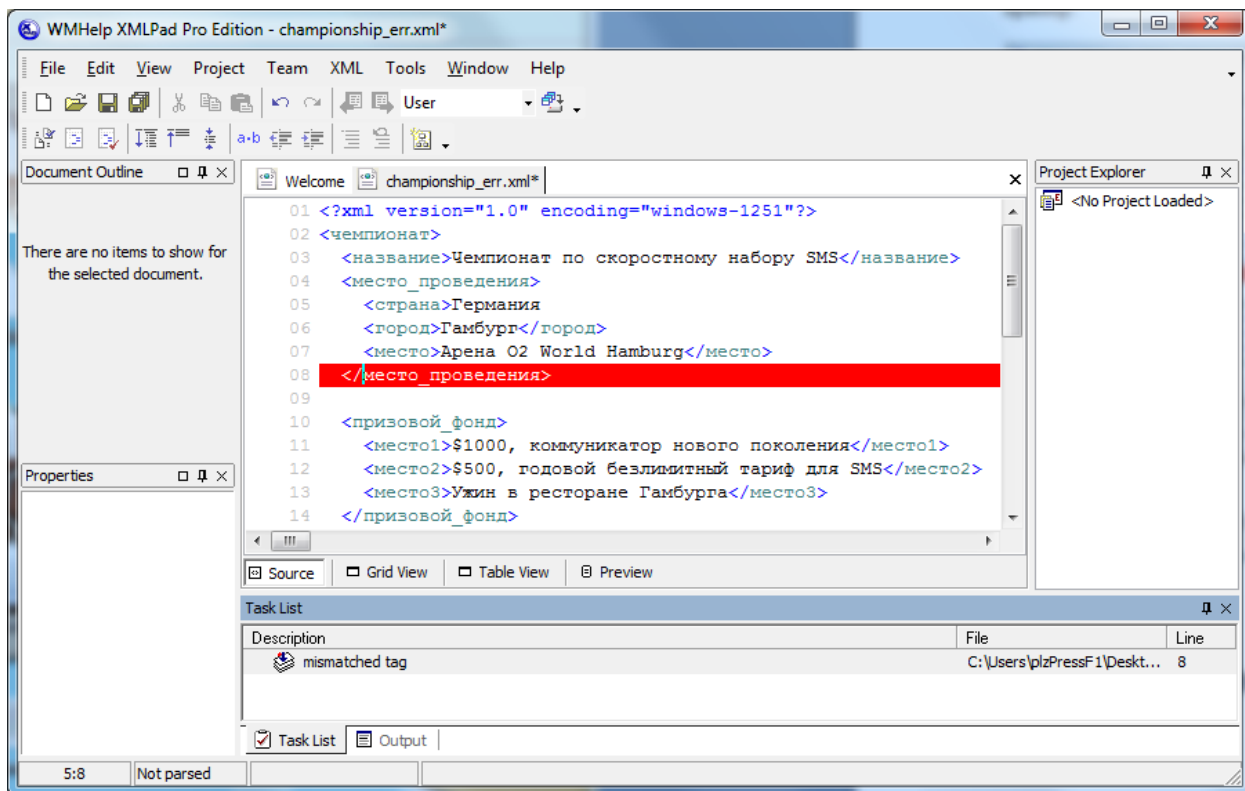 WMHelp XMLPad Pro Edition - championship_err.xml*
File Edit View Project Team XML Tools Window Help
User
a·b
Document Outline
There are no items to show for
the selected document.
Properties
Welcome championship_err.xml*
01 <?xml version="1.0" encoding="windows-1251"?>
02 <чемпионат>
03 <название>Чемпионат по скоростному набору SMS</название>
04 <место_проведения>
05 <страна>Германия
06 <город>Гамбург</город>
07 <место>Арена O2 World Hamburg</место>
08 </место_проведения>
09
10 <призовой_фонд>
11 <место1>$1000, коммуникатор нового поколения</место1>
12 <место2>$500, годовой безлимитный тариф для SMS</место2>
13 <место3>Ужин в ресторане Гамбурга</место3>
14 </призовой_фонд>
Source Grid View Table View Preview
Project Explorer
<No Project Loaded>
Task List
Description File Line
mismatched tag C:\Users\plzPressF1\Deskt... 8
Task List Output
5:8 Not parsed